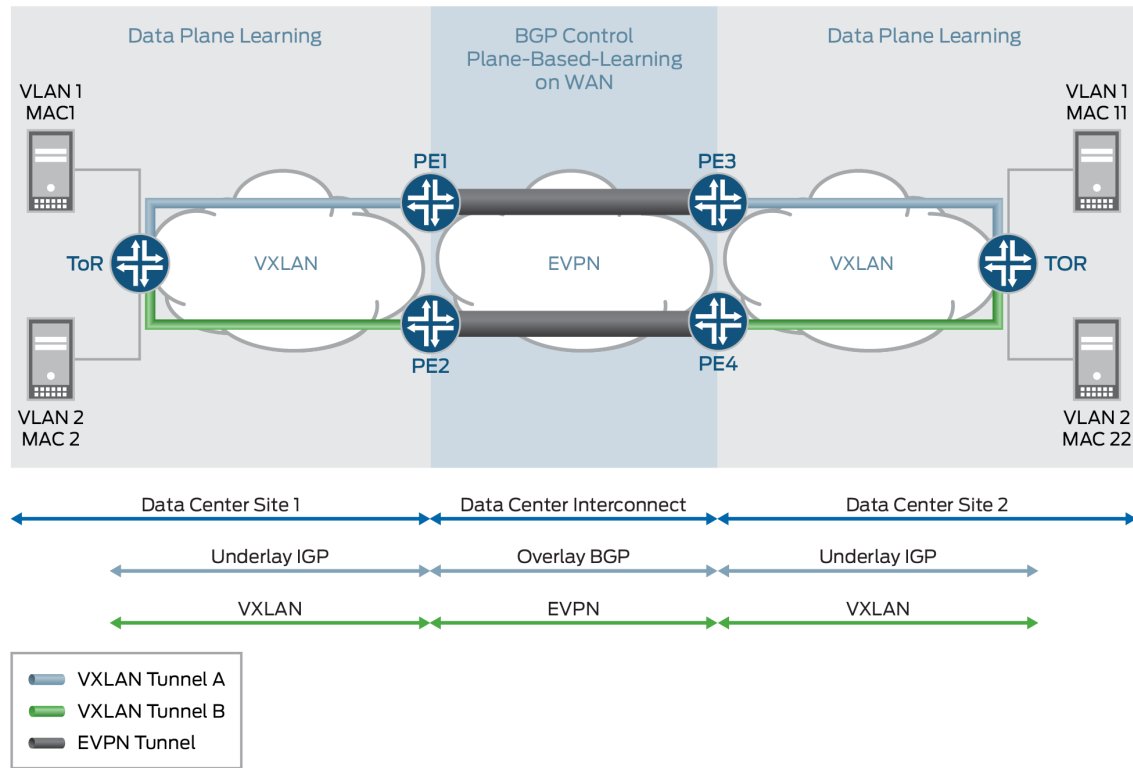 Data Plane Learning
BGP Control
Plane-Based-Learning
on WAN
Data Plane Learning
VLAN 1
MAC1
VLAN 1
MAC 11
PE1
PE3
ToR
VXLAN
EVPN
VXLAN
TOR
PE2
PE4
VLAN 2
MAC 2
VLAN 2
MAC 22
Data Center Site 1
Data Center Interconnect
Data Center Site 2
Underlay IGP
Overlay BGP
Underlay IGP
VXLAN
EVPN
VXLAN
VXLAN Tunnel A
VXLAN Tunnel B
EVPN Tunnel